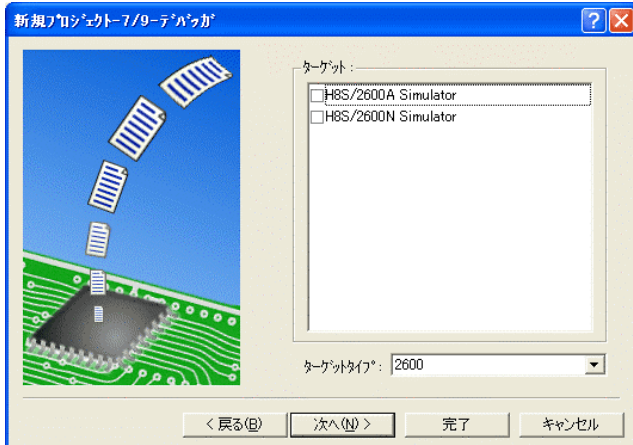 新規ﾌﾟﾛｼﾞｪｸﾄ-7/9-ﾃﾞﾊﾞｯｶﾞ
ﾀｰｹﾞｯﾄ :
H8S/2600A Simulator
H8S/2600N Simulator
ﾀｰｹﾞｯﾄﾀｲﾌﾟ : 2600
< 戻る(B)
次へ(N) >
完了
キャンセル